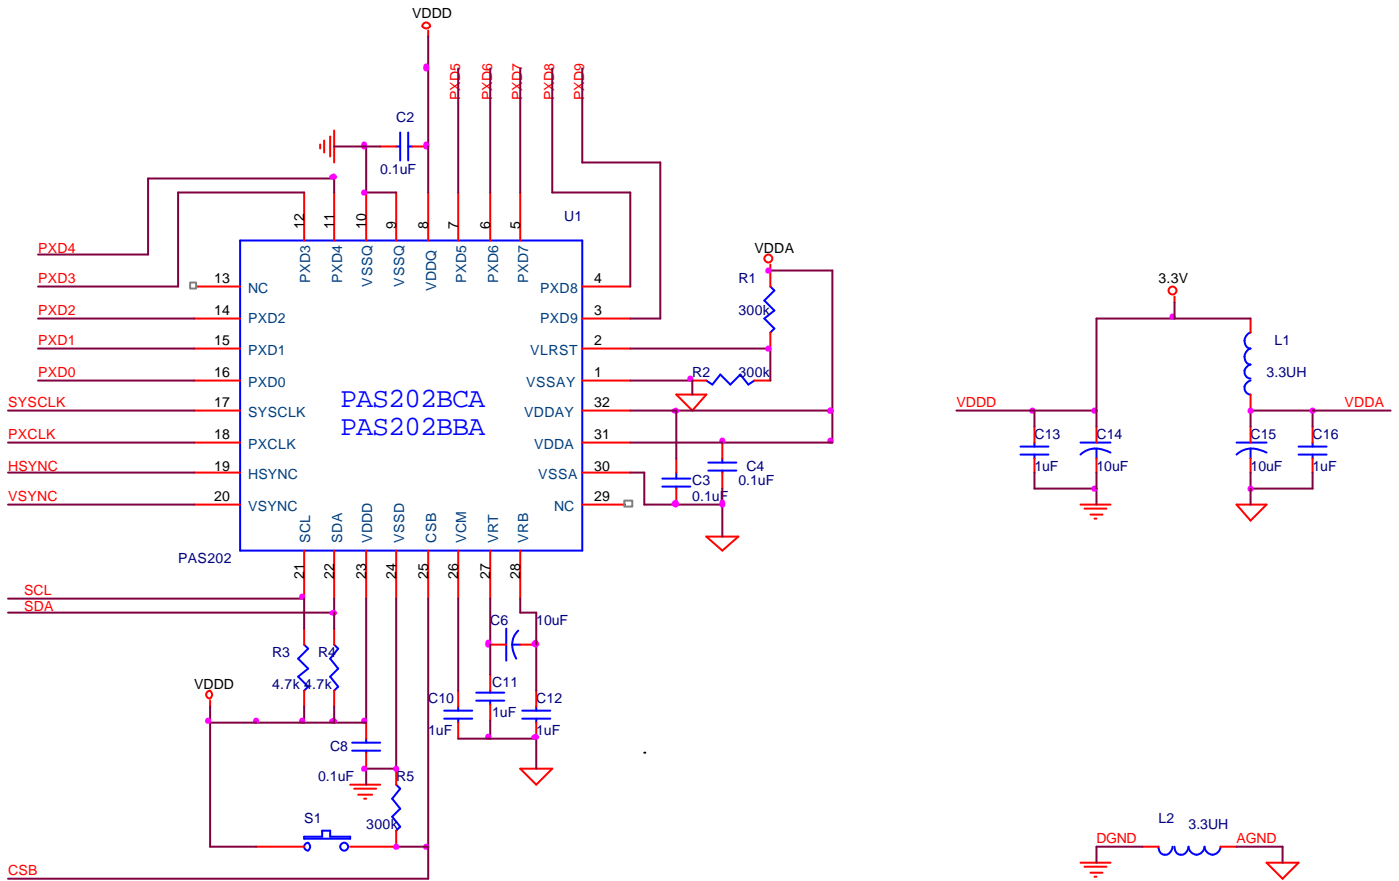 VDDD
PXD5
PXD6
PXD7
PXD8
PXD9
C2
0.1uF
U1
12
11
10
9
8
7
6
5
PXD3
PXD4
VSSQ
VSSQ
VDDQ
PXD5
PXD6
PXD7
PXD4
PXD3
PXD2
PXD1
PXD0
SYSCLK
PXCLK
HSYNC
VSYNC
13 NC
14 PXD2
15 PXD1
16 PXD0
17 SYSCLK
18 PXCLK
19 HSYNC
20 VSYNC
PAS202BCA
PAS202BBA
PXD8 4
PXD9 3
VLRST 2
VSSAY 1
VDDAY 32
VDDA 31
VSSA 30
NC 29
VDDA
R1
300k
R2
300k
C3
0.1uF
C4
0.1uF
3.3V
L1
3.3UH
VDDD
VDDA
C13
1uF
C14
10uF
C15
10uF
C16
1uF
SCL
SDA
VDDD
VSSD
CSB
VCM
VRT
VRB
PAS202
21
22
23
24
25
26
27
28
SCL
SDA
R3
4.7k
R4
4.7k
VDDD
C6
10uF
C10
1uF
C11
1uF
C12
1uF
C8
0.1uF
R5
300k
S1
CSB
L2
3.3UH
DGND
AGND